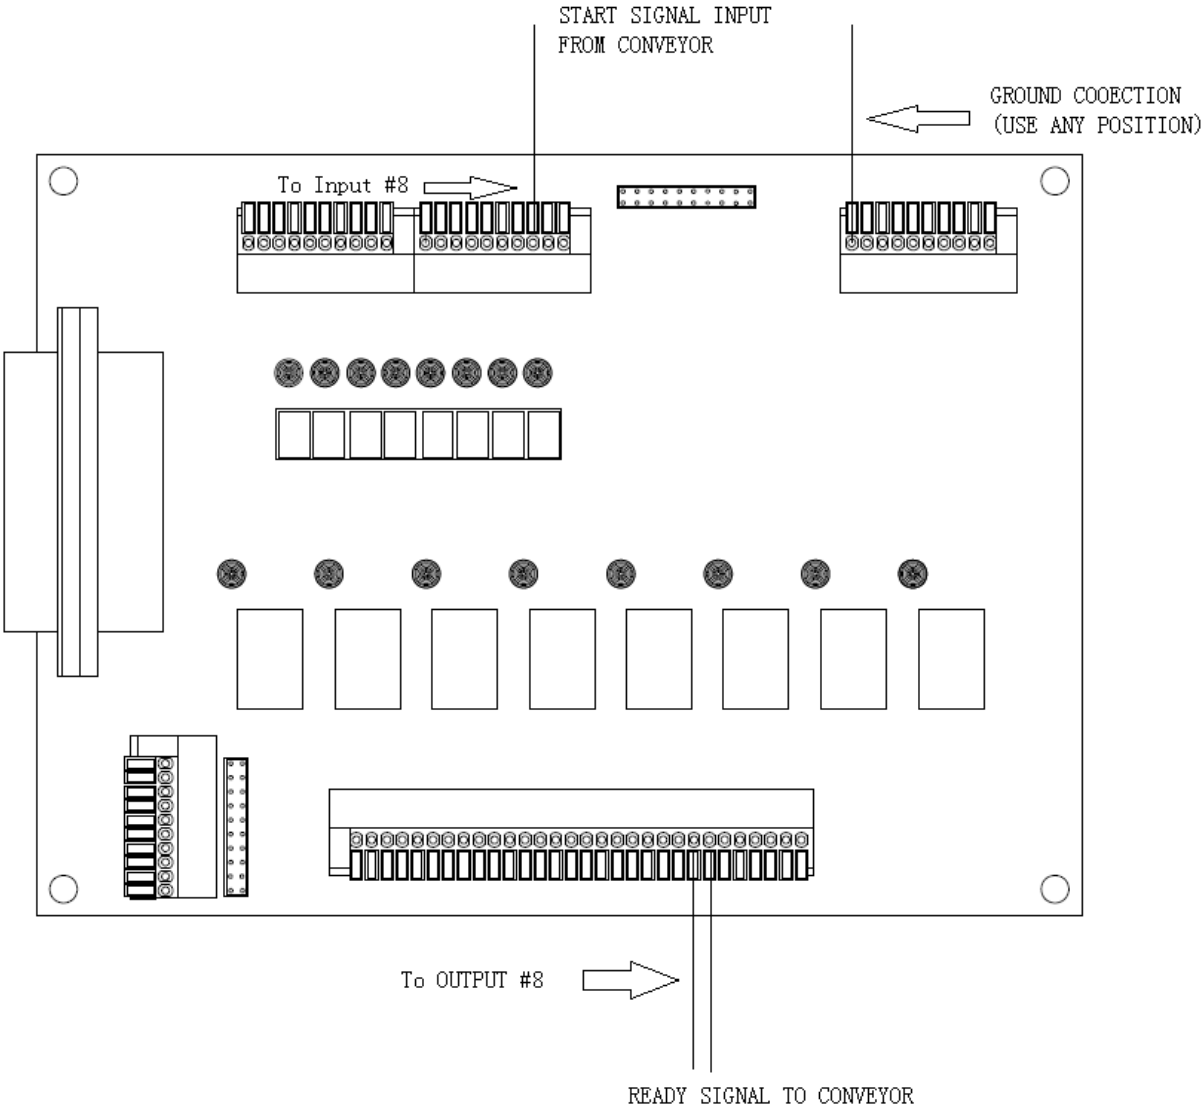 START SIGNAL INPUT
FROM CONVEYOR
GROUND COOECTION
(USE ANY POSITION)
To Input #8
To OUTPUT #8
READY SIGNAL TO CONVEYOR